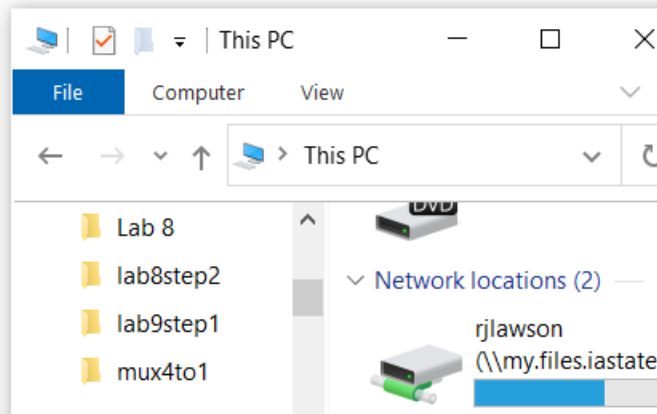 This PC
File Computer View
This PC
Lab 8
lab8step2
lab9step1
mux4to1
DVD
Network locations (2)
rjlawson
(\\my.files.iastate